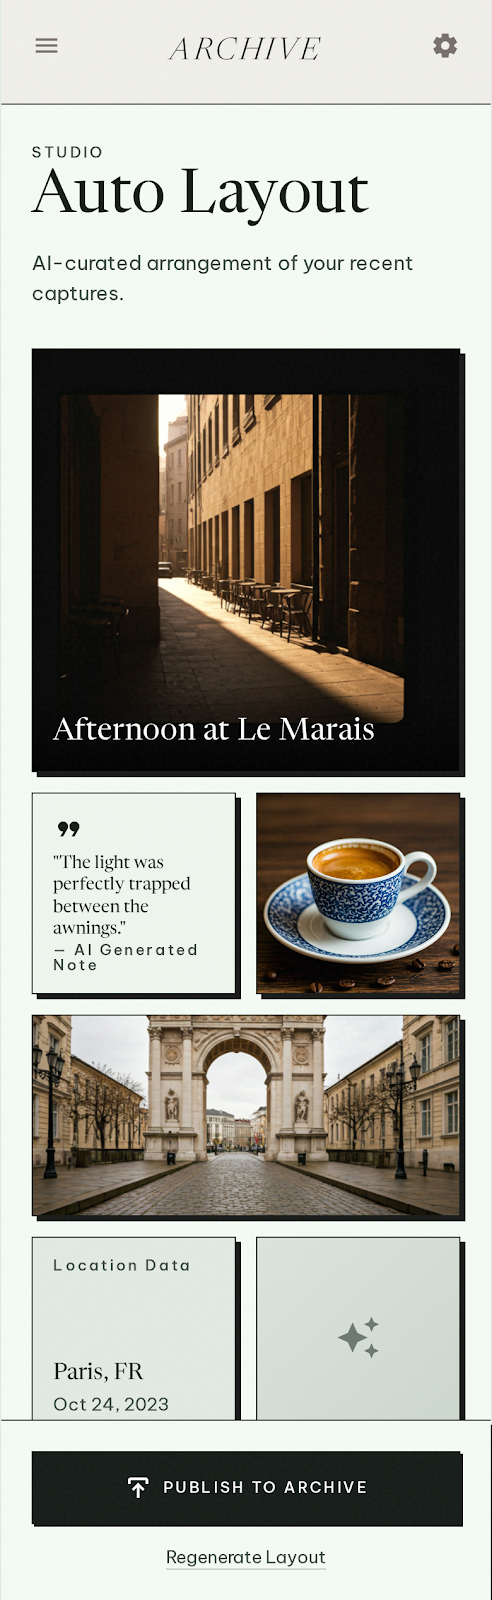 ARCHIVE
STUDIO
Auto Layout
AI-curated arrangement of your recent
captures.
Afternoon at Le Marais
"The light was
perfectly trapped
between the
awnings."
— AI Generated
Note
Location Data
Paris, FR
Oct 24, 2023
PUBLISH TO ARCHIVE
Regenerate Layout